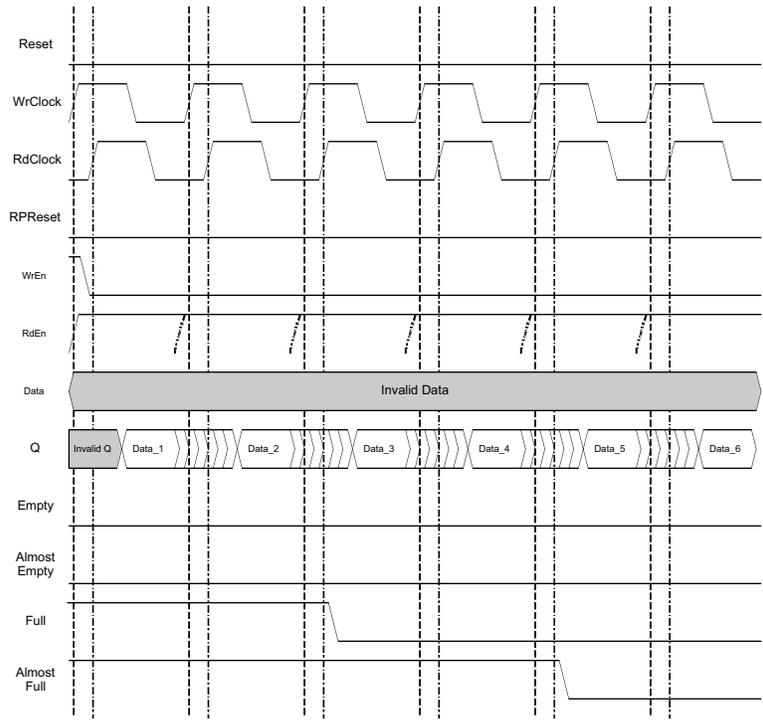 Reset
WrClock
RdClock
RPReset
WrEn
RdEn
Data
Invalid Data
Q
Invalid Q
Data_1
Data_2
Data_3
Data_4
Data_5
Data_6
Empty
Almost
Empty
Full
Almost
Full